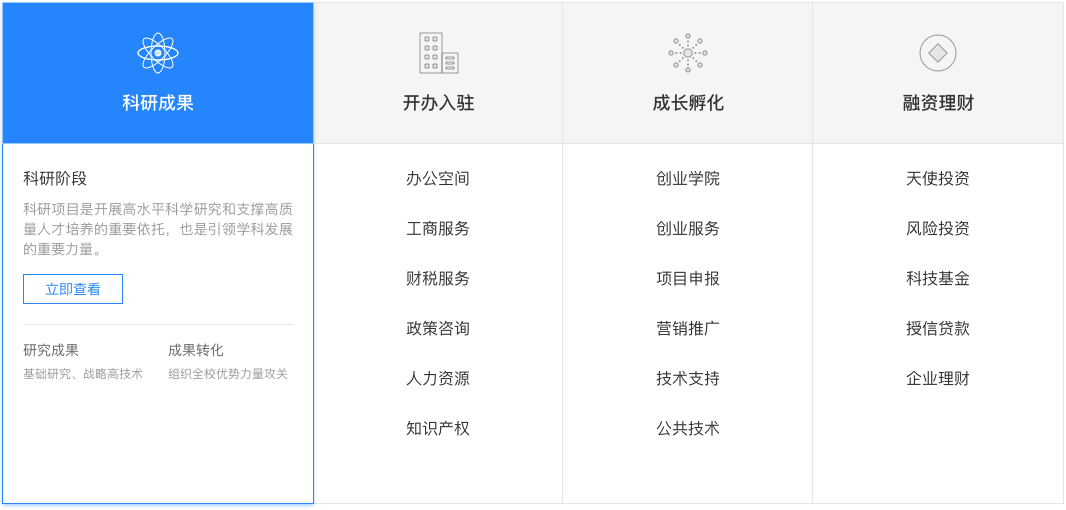 科研成果
科研阶段
科研项目是开展高水平科学研究和支撑高质
量人才培养的重要依托，也是引领学科发展
的重要力量。
立即查看
研究成果
基础研究、战略高技术
成果转化
组织全校优势力量攻关
开办入驻
办公空间
工商服务
财税服务
政策咨询
人力资源
知识产权
成长孵化
创业学院
创业服务
项目申报
营销推广
技术支持
公共技术
融资理财
天使投资
风险投资
科技基金
授信贷款
企业理财